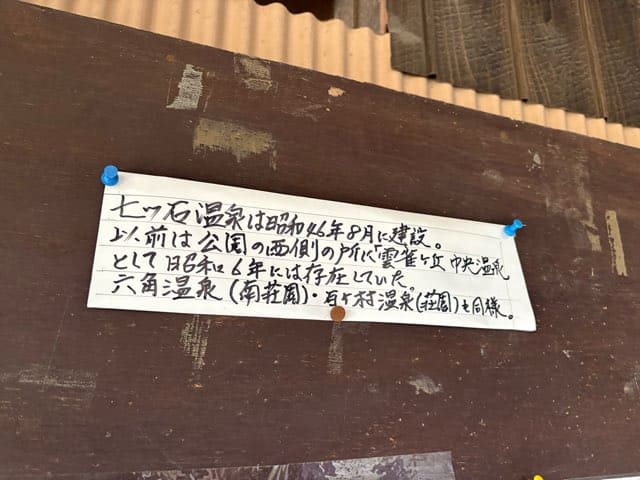 七ッ石温泉は昭和46年8月に建設。
以前は公園の西側の所に"雲雀ヶ丘中央温泉
として昭和6年には存在していた。
六角温泉(南荘園)・百ヶ村温泉(荘園)も同様。